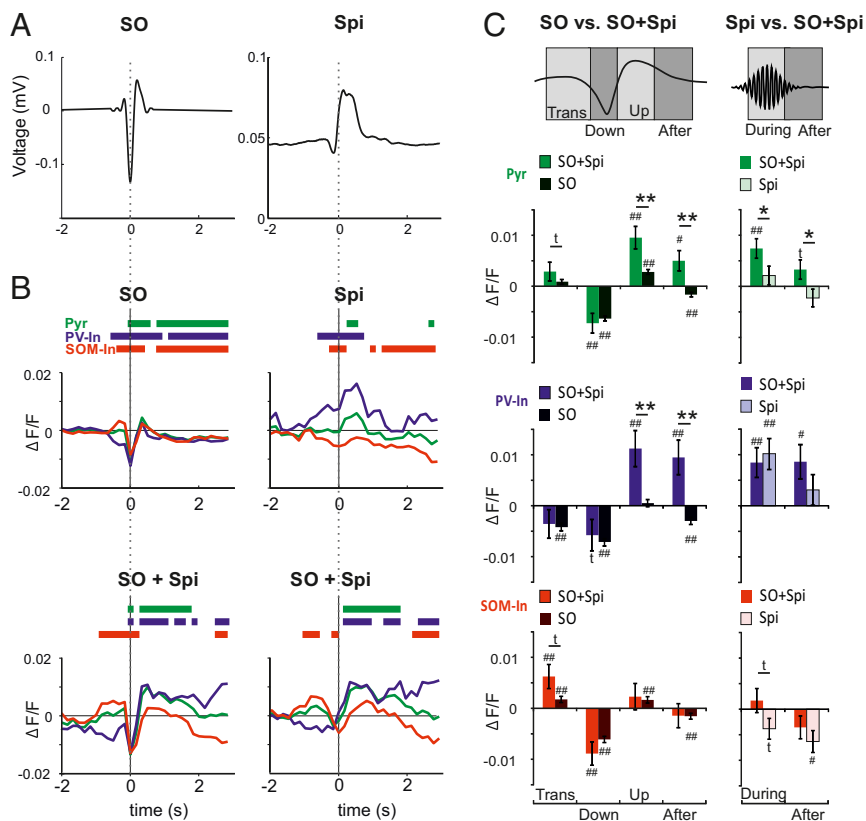 A
SO
Spi
Voltage (mV)
0.1
0
-0.1
-2
0
2
0.1
0.05
0
-2
0
2
B
SO
Spi
Pyr
PV-In
SOM-In
Δ F/F
0.02
0
-0.02
-2
0
2
-2
0
2
SO + Spi
SO + Spi
Δ F/F
0.02
0
-0.02
-2
0
2
time (s)
-2
0
2
time (s)
C
SO vs. SO+Spi
Spi vs. SO+Spi
Trans
Down
Up
After
During
After
Pyr
SO+Spi
SO
SO+Spi
Spi
Δ F/F
0.01
0
-0.01
t
## ##
## ** ##
# ** ##
## *
t *
PV-In
SO+Spi
SO
SO+Spi
Spi
Δ F/F
0.01
0
-0.01
##
t ##
## **
## ** ##
## ##
#
SOM-In
SO+Spi
SO
SO+Spi
Spi
Δ F/F
0.01
0
-0.01
t
## ##
## ##
##
##
t
t
#
Trans
Down
Up
After
During
After